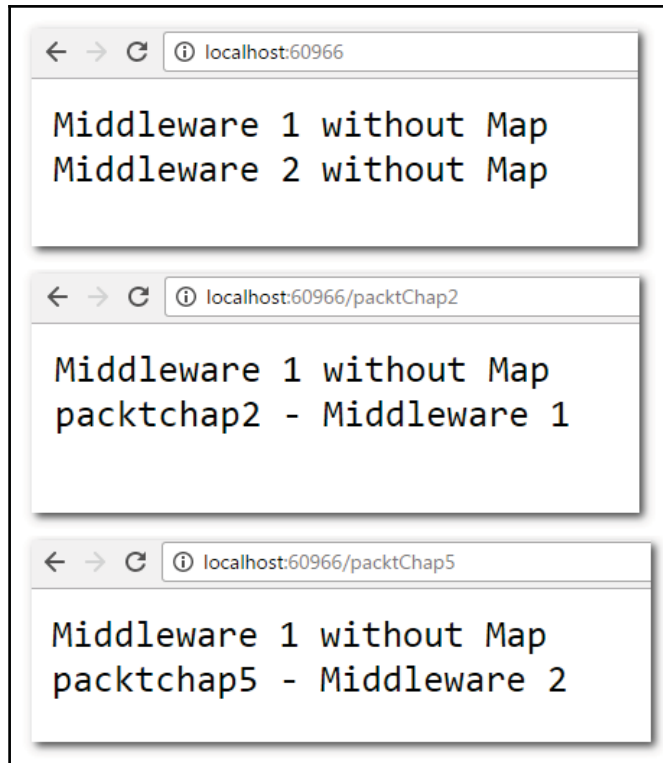 localhost:60966
Middleware 1 without Map
Middleware 2 without Map
localhost:60966/packtChap2
Middleware 1 without Map
packtchap2 - Middleware 1
localhost:60966/packtChap5
Middleware 1 without Map
packtchap5 - Middleware 2